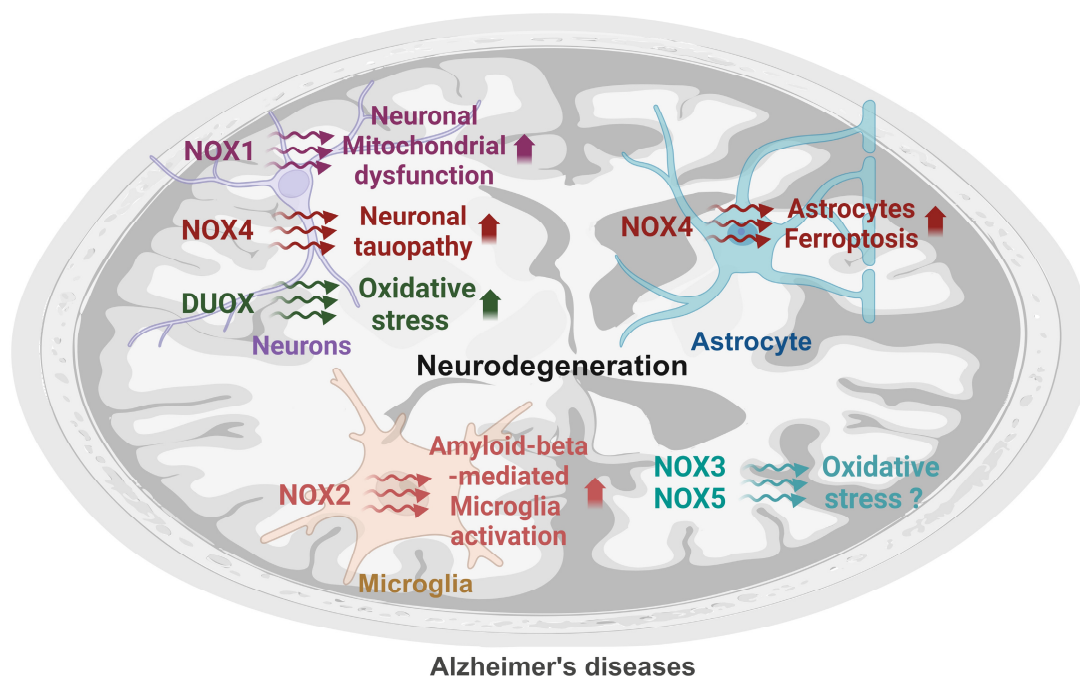 NOX1
Neuronal
Mitochondrial
dysfunction
NOX4
Neuronal
tauopathy
DUOX
Oxidative
stress
Neurons
NOX4
Astrocytes
Ferroptosis
Astrocyte
Neurodegeneration
NOX2
Amyloid-beta
-mediated
Microglia
activation
Microglia
NOX3
NOX5
Oxidative
stress ?
Alzheimer's diseases